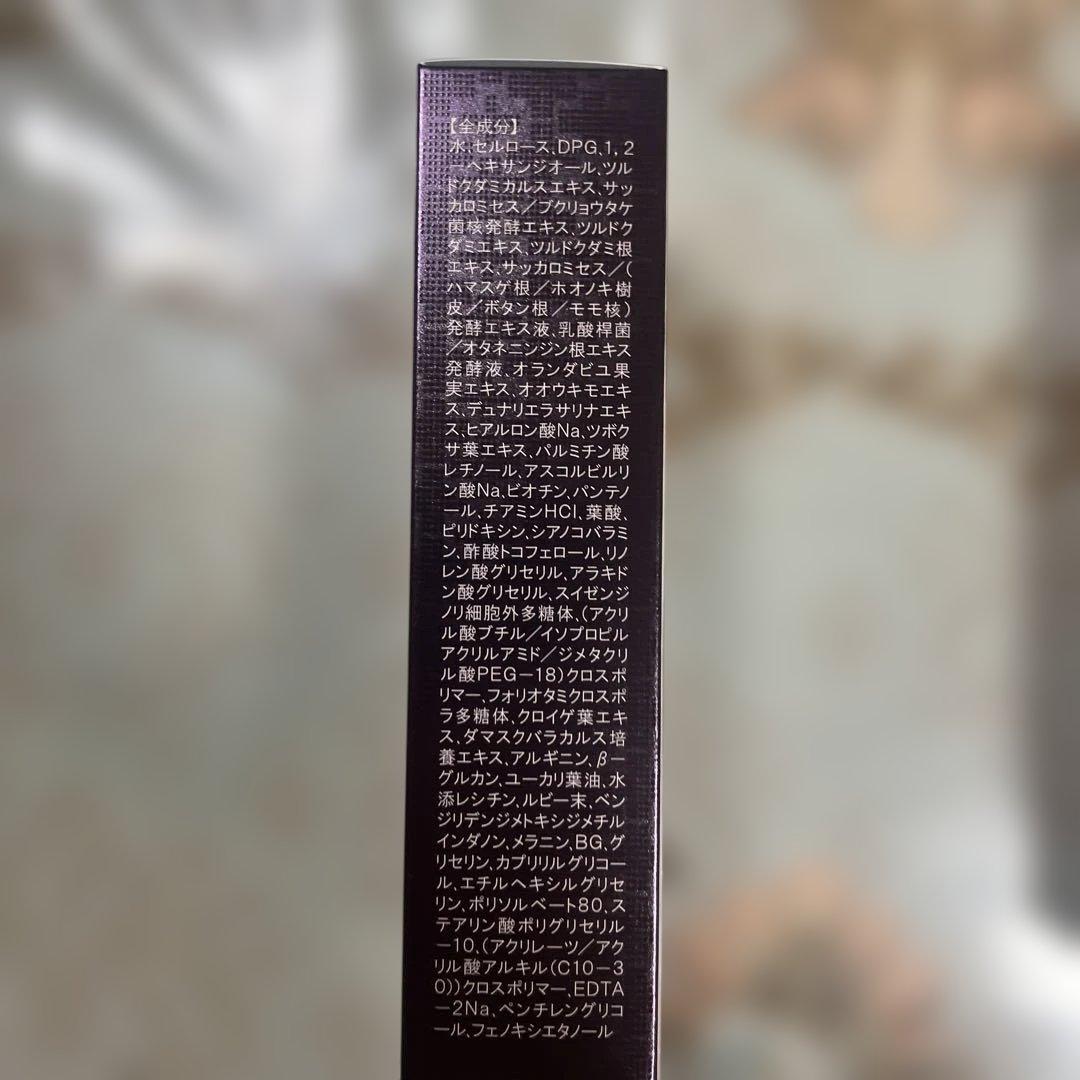 【全成分】
水、セルロース、DPG、1，2
ーヘキサンジオール、ツル
ドクダミカルスエキス、サッ
カロミセス／ブクリョウタケ
菌核発酵エキス、ツルドク
ダミエキス、ツルドクダミ根
エキス、サッカロミセス／（
ハマスゲ根／ホオノキ樹
皮／ボタン根／モモ核）
発酵エキス液、乳酸桿菌
／オタネニンジン根エキス
発酵液、オランダビユ果
実エキス、オオウキモエキ
ス、デュナリエラサリナエキ
ス、ヒアルロン酸Na、ツボク
サ葉エキス、パルミチン酸
レチノール、アスコルビルリ
ン酸Na、ビオチン、パンテノ
ール、チアミンHCl、葉酸、
ピリドキシン、シアノコバラミ
ン、酢酸トコフェロール、リノ
レン酸グリセリル、アラキド
ン酸グリセリル、スイゼンジ
ノリ細胞外多糖体、（アクリ
ル酸ブチル／イソプロピル
アクリルアミド／ジメタクリ
ル酸PEG－18）クロスポ
リマー、フォリオタミクロスポ
ラ多糖体、クロイゲ葉エキ
ス、ダマスクバラカルス培
養エキス、アルギニン、β－
グルカン、ユーカリ葉油、水
添レシチン、ルビー末、ベン
ジリデンジメトキシジメチル
インダノン、メラニン、BG、グ
リセリン、カプリリルグリコー
ル、エチルヘキシルグリセ
リン、ポリソルベート80、ス
テアリン酸ポリグリセリル
－10、（アクリレーツ／アク
リル酸アルキル（C10－3
0））クロスポリマー、EDTA
－2Na、ペンチレングリコ
ール、フェノキシエタノール